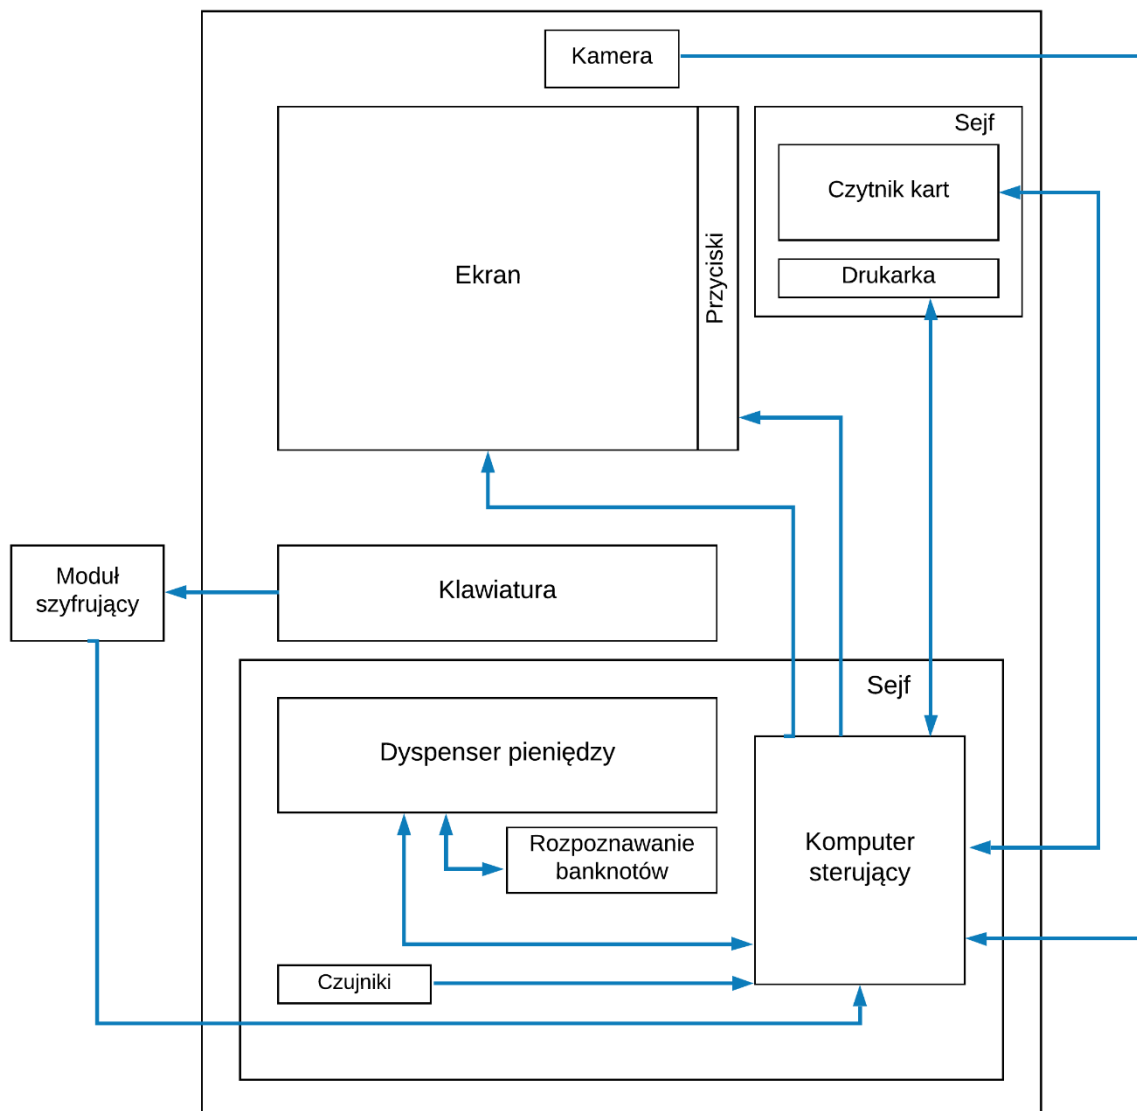 Kamera
Sejf
Czytnik kart
Ekran
Przyciski
Drukarka
Moduł
szyfrujący
Klawiatura
Sejf
Dyspenser pieniędzy
Rozpoznawanie
banknotów
Komputer
sterujący
Czujniki